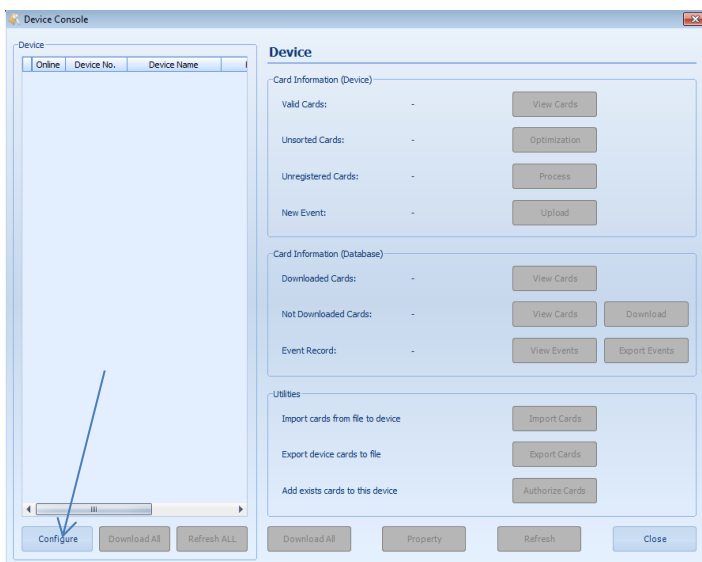 Device Console
Device
Online Device No. Device Name
Configure Download All Refresh ALL
Device
Card Information (Device)
Valid Cards: - View Cards
Unsorted Cards: - Optimization
Unregistered Cards: - Process
New Event: - Upload
Card Information (Database)
Downloaded Cards: - View Cards
Not Downloaded Cards: - View Cards Download
Event Record: - View Events Export Events
Utilities
Import cards from file to device Import Cards
Export device cards to file Export Cards
Add exists cards to this device Authorize Cards
Download All Property Refresh Close